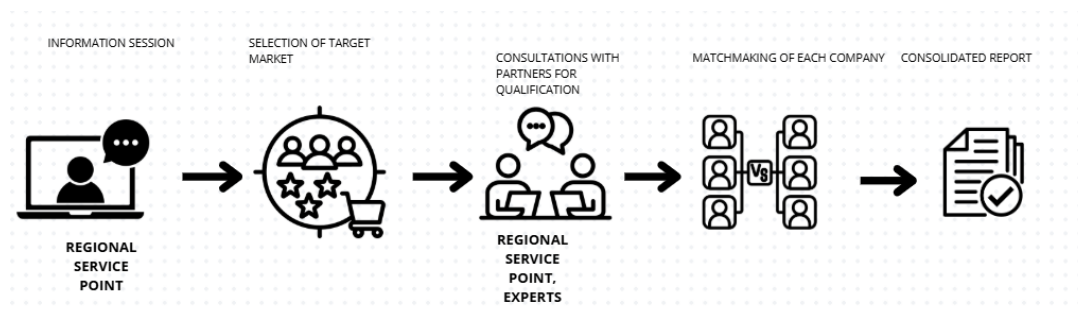 INFORMATION SESSION
SELECTION OF TARGET
MARKET
CONSULTATIONS WITH
PARTNERS FOR
QUALIFICATION
MATCHMAKING OF EACH COMPANY
CONSOLIDATED REPORT
VS
REGIONAL
SERVICE
POINT
REGIONAL
SERVICE
POINT,
EXPERTS